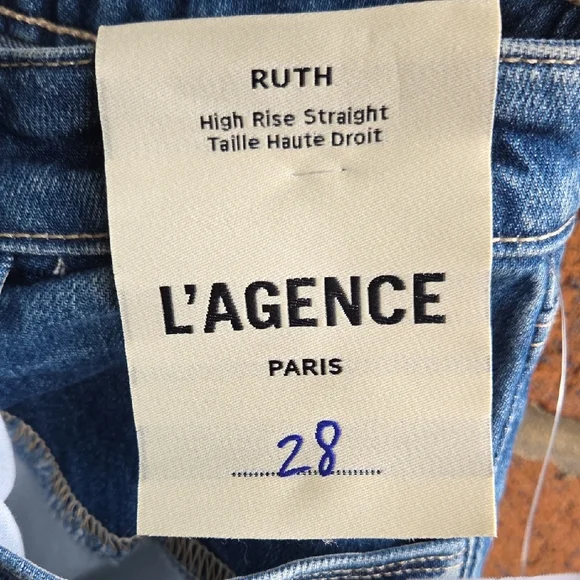 RUTH
High Rise Straight
Taille Haute Droit
L'AGENCE
PARIS
28